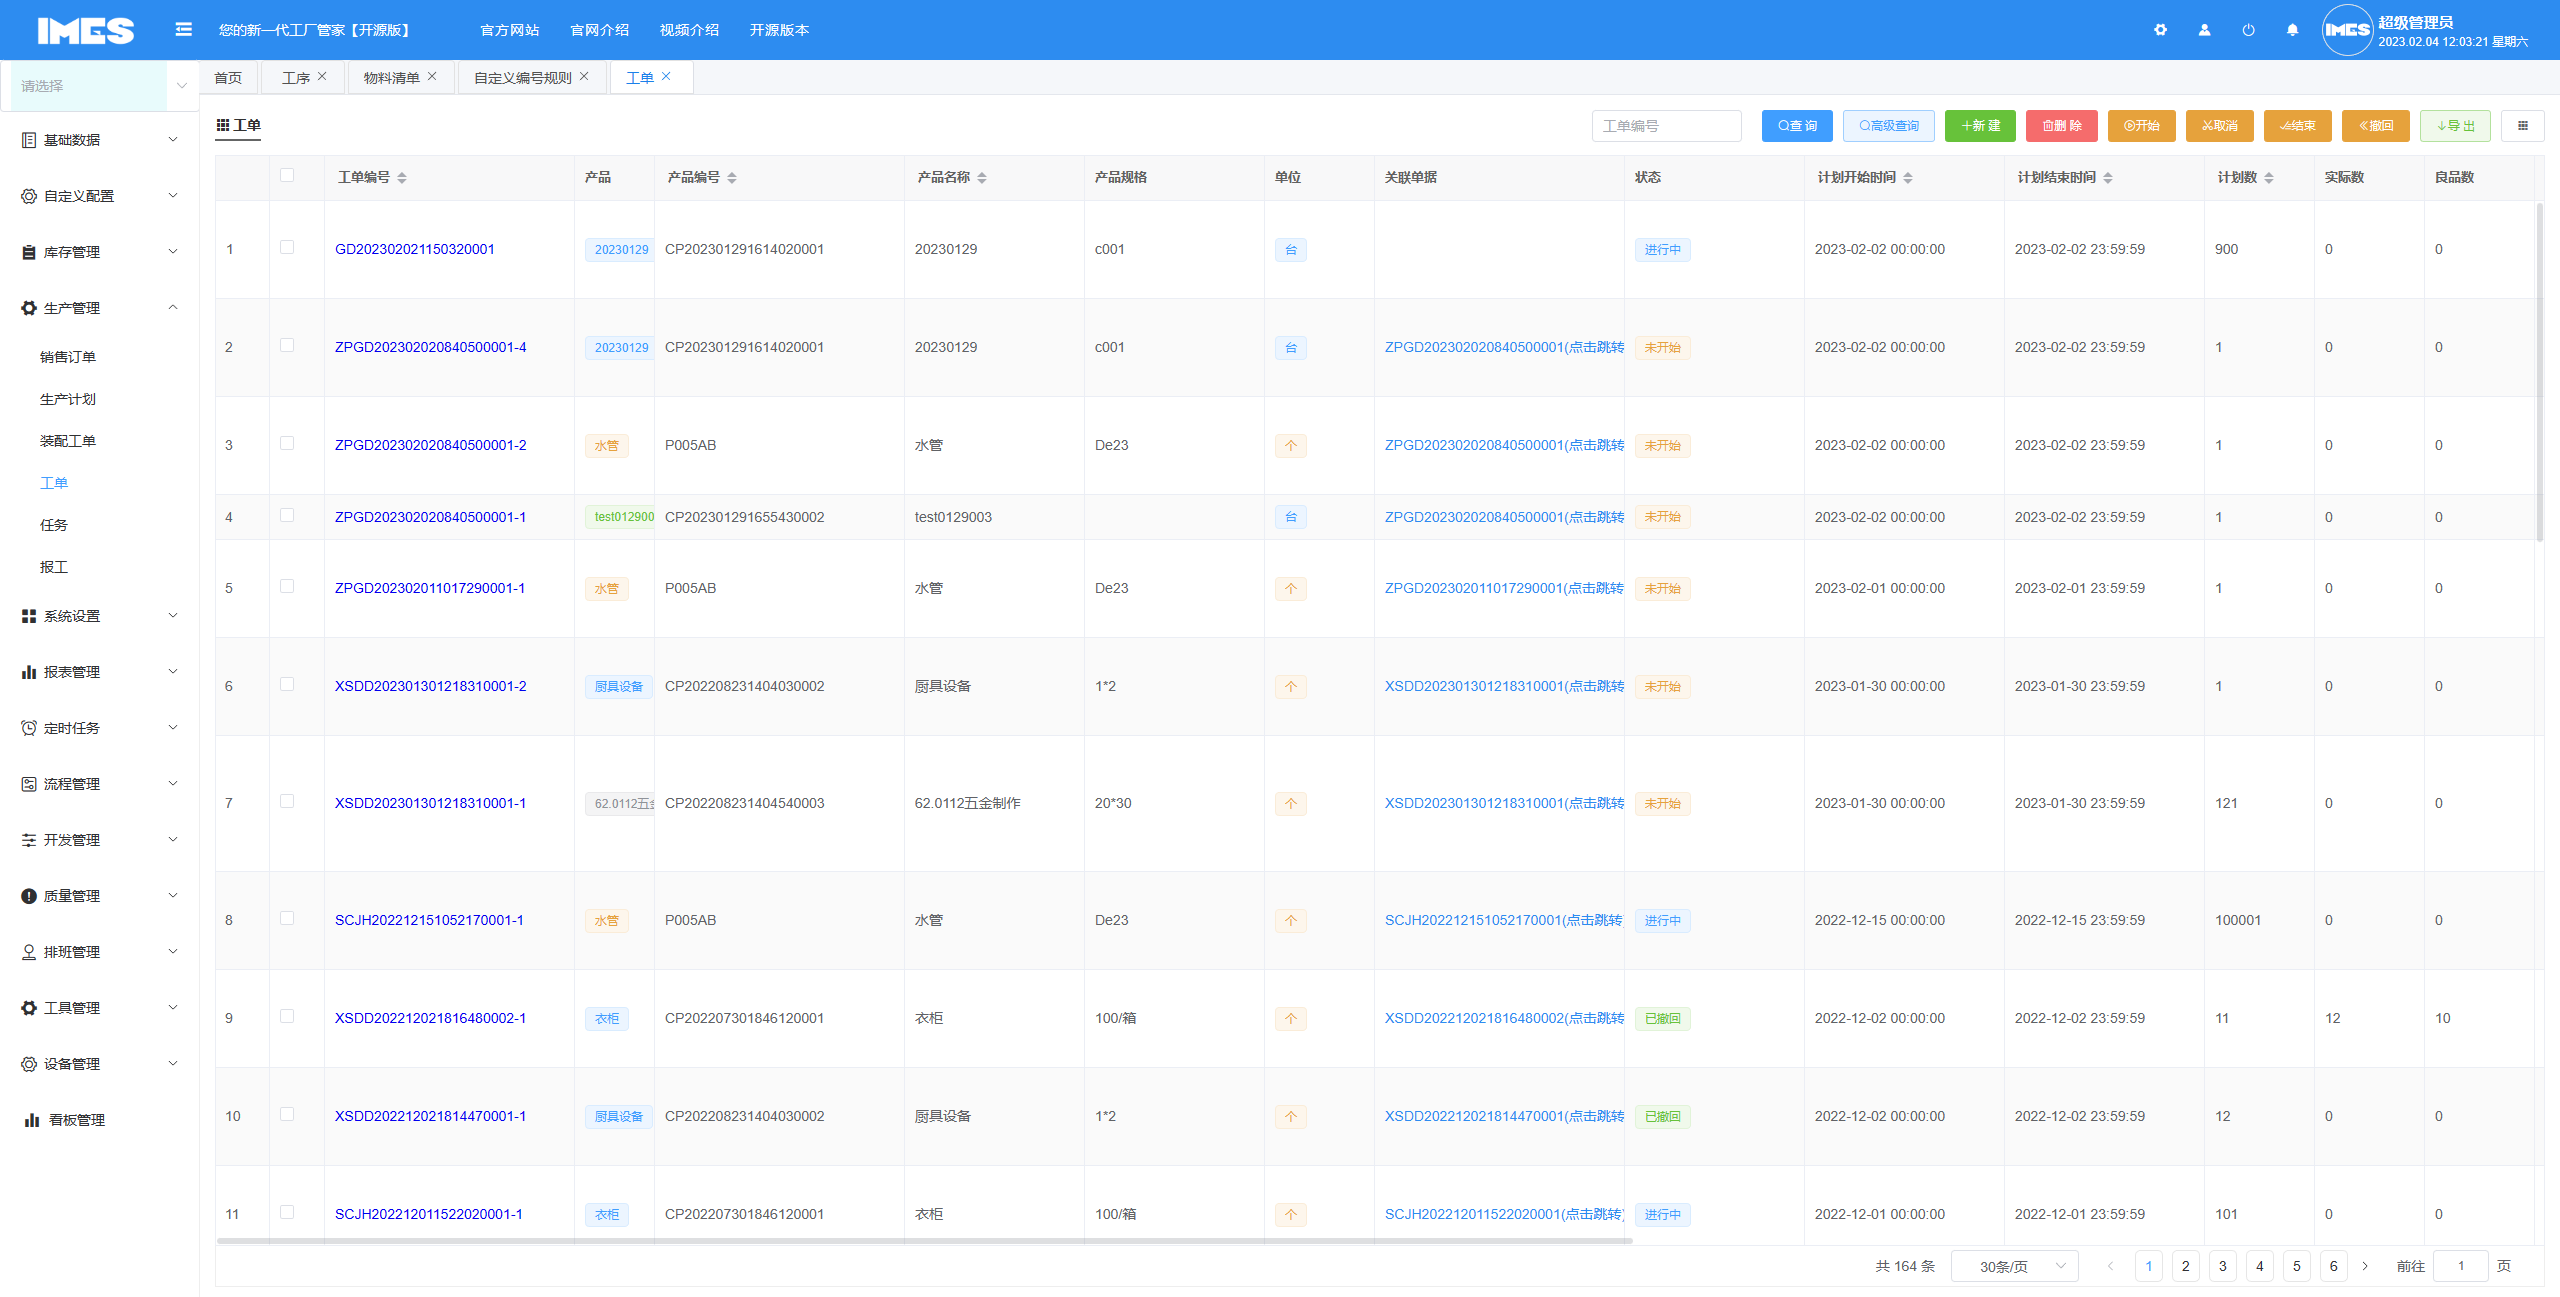 IMES 您的新一代工厂管家【开源版】 官方网站 官网介绍 视频介绍 开源版本 IMES 超级管理员
2023.02.04 12:03:21 星期六
请选择 首页 工序 物料清单 自定义编号规则 工单
基础数据
自定义配置
库存管理
生产管理
销售订单
生产计划
装配工单
工单
任务
报工
系统设置
报表管理
定时任务
流程管理
开发管理
质量管理
排班管理
工具管理
设备管理
看板管理
工单 工单编号 查 询 高级查询 新 建 删 除 开始 取消 结束 撤回 导 出
工单编号 产品 产品编号 产品名称 产品规格 单位 关联单据 状态 计划开始时间 计划结束时间 计划数 实际数 良品数
1 GD202302021150320001 20230129 CP202301291614020001 20230129 c001 台 进行中 2023-02-02 00:00:00 2023-02-02 23:59:59 900 0 0
2 ZPGD202302020840500001-4 20230129 CP202301291614020001 20230129 c001 台 ZPGD202302020840500001(点击跳转 未开始 2023-02-02 00:00:00 2023-02-02 23:59:59 1 0 0
3 ZPGD202302020840500001-2 水管 P005AB 水管 De23 个 ZPGD202302020840500001(点击跳转 未开始 2023-02-02 00:00:00 2023-02-02 23:59:59 1 0 0
4 ZPGD202302020840500001-1 test012900 CP202301291655430002 test0129003 台 ZPGD202302020840500001(点击跳转 未开始 2023-02-02 00:00:00 2023-02-02 23:59:59 1 0 0
5 ZPGD202302011017290001-1 水管 P005AB 水管 De23 个 ZPGD202302011017290001(点击跳转 未开始 2023-02-01 00:00:00 2023-02-01 23:59:59 1 0 0
6 XSDD202301301218310001-2 厨具设备 CP202208231404030002 厨具设备 1*2 个 XSDD202301301218310001(点击跳转 未开始 2023-01-30 00:00:00 2023-01-30 23:59:59 1 0 0
7 XSDD202301301218310001-1 62.0112五 CP202208231404540003 62.0112五金制作 20*30 个 XSDD202301301218310001(点击跳转 未开始 2023-01-30 00:00:00 2023-01-30 23:59:59 121 0 0
8 SCJH202212151052170001-1 水管 P005AB 水管 De23 个 SCJH202212151052170001(点击跳转 进行中 2022-12-15 00:00:00 2022-12-15 23:59:59 100001 0 0
9 XSDD202212021816480002-1 衣柜 CP202207301846120001 衣柜 100/箱 个 XSDD202212021816480002(点击跳转 已撤回 2022-12-02 00:00:00 2022-12-02 23:59:59 11 12 10
10 XSDD202212021814470001-1 厨具设备 CP202208231404030002 厨具设备 1*2 个 XSDD202212021814470001(点击跳转 已撤回 2022-12-02 00:00:00 2022-12-02 23:59:59 12 0 0
11 SCJH202212011522020001-1 衣柜 CP202207301846120001 衣柜 100/箱 个 SCJH202212011522020001(点击跳转) 进行中 2022-12-01 00:00:00 2022-12-01 23:59:59 101 0 0
共 164 条 30条/页 1 2 3 4 5 6 前往 1 页